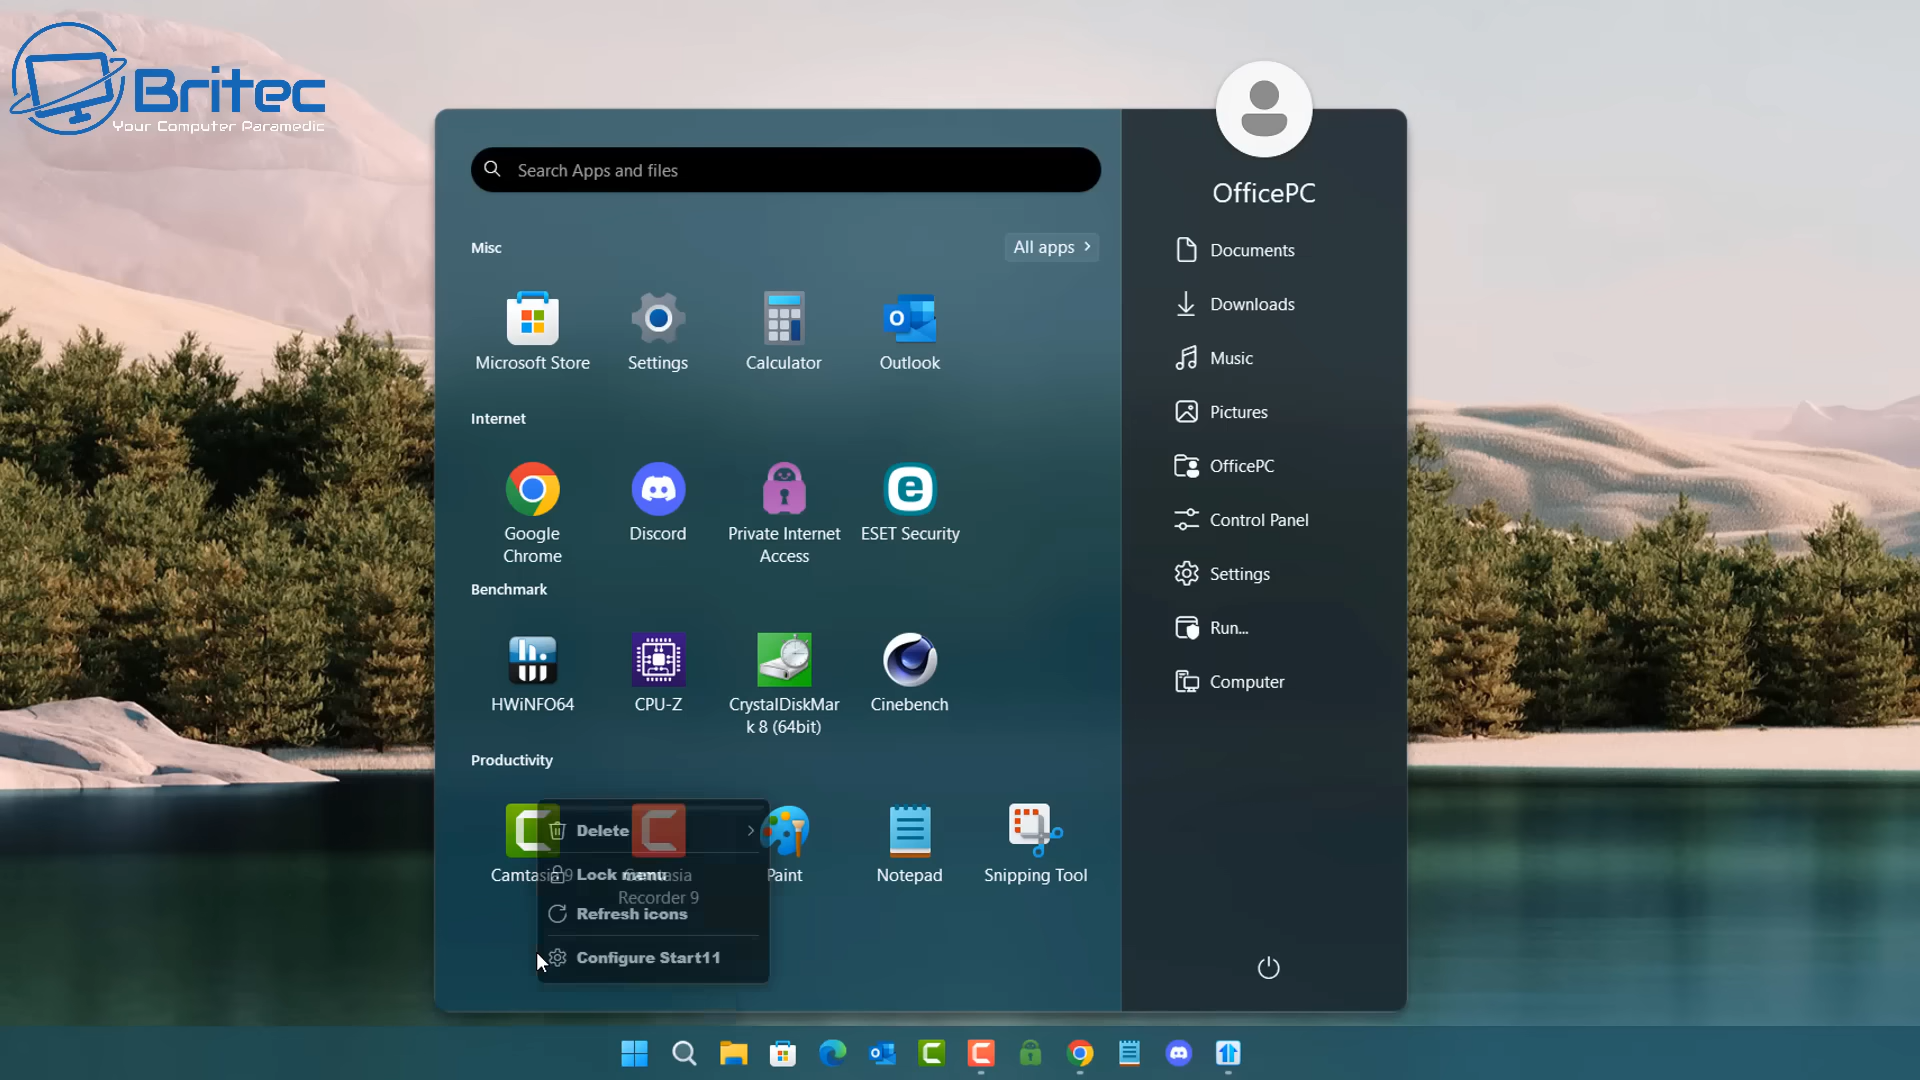 Britec
Your Computer Paramedic
Search Apps and files
OfficePC
Misc
All apps
Microsoft Store
Settings
Calculator
Outlook
Internet
Google
Chrome
Discord
Private Internet
Access
ESET Security
Benchmark
HWiNFO64
CPU-Z
CrystalDiskMar
k 8 (64bit)
Cinebench
Productivity
Camtasia 9
Camtasia
Recorder 9
Paint
Notepad
Snipping Tool
Delete
Lock menu
Refresh icons
Configure Start11
Documents
Downloads
Music
Pictures
OfficePC
Control Panel
Settings
Run...
Computer